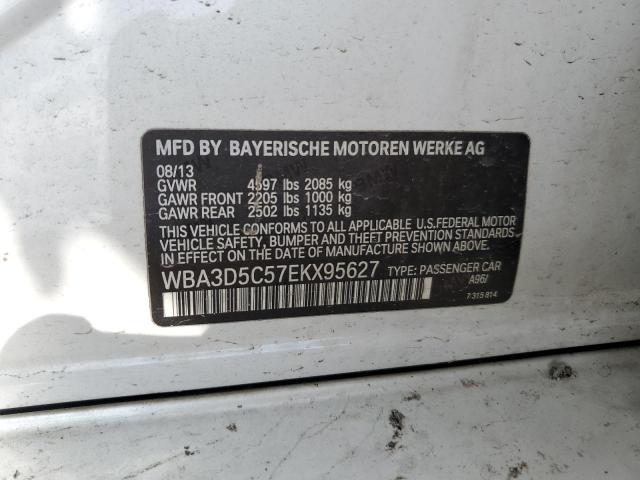 MFD BY BAYERISCHE MOTOREN WERKE AG
08/13
GVWR 4597 lbs 2085 kg
GAWR FRONT 2205 lbs 1000 kg
GAWR REAR 2502 lbs 1135 kg
THIS VEHICLE CONFORMS TO ALL APPLICABLE U.S.FEDERAL MOTOR
VEHICLE SAFETY, BUMPER AND THEFT PREVENTION STANDARDS
IN EFFECT ON THE DATE OF MANUFACTURE SHOWN ABOVE.
WBA3D5C57EKX95627 TYPE: PASSENGER CAR
A96/
7 315 814